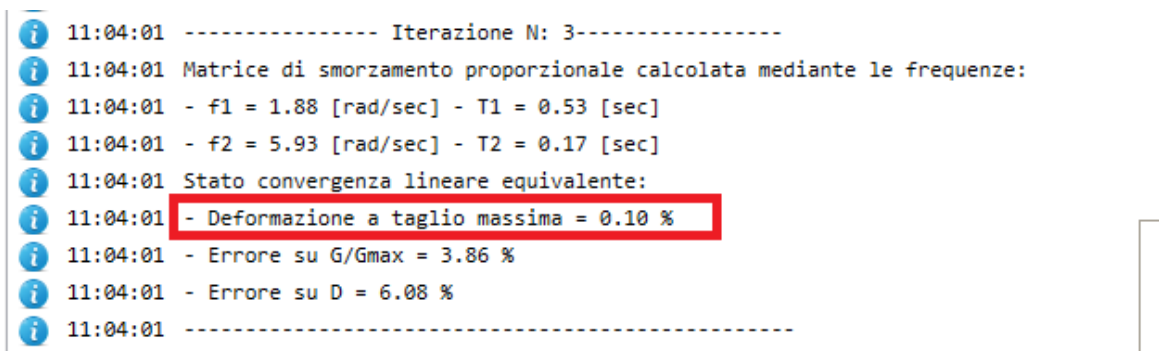 11:04:01 ---------------- Iterazione N: 3-----------------
11:04:01 Matrice di smorzamento proporzionale calcolata mediante le frequenze:
11:04:01 - f1 = 1.88 [rad/sec] - T1 = 0.53 [sec]
11:04:01 - f2 = 5.93 [rad/sec] - T2 = 0.17 [sec]
11:04:01 Stato convergenza lineare equivalente:
11:04:01 - Deformazione a taglio massima = 0.10 %
11:04:01 - Errore su G/Gmax = 3.86 %
11:04:01 - Errore su D = 6.08 %
11:04:01 --------------------------------------------------